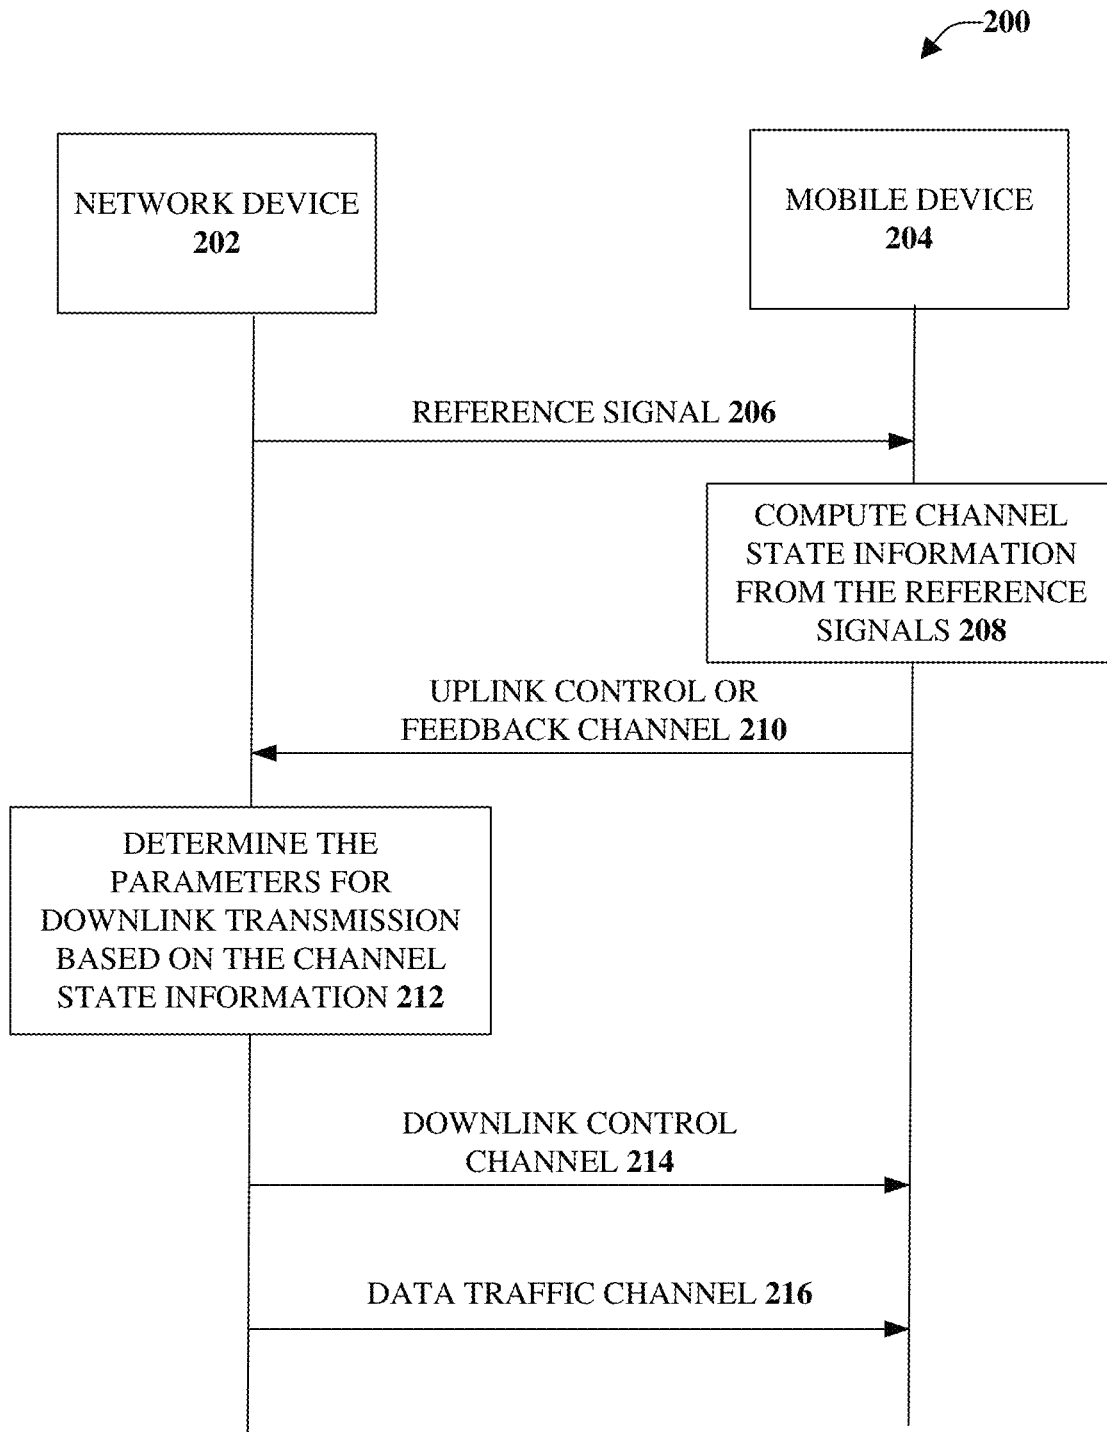 200
NETWORK DEVICE
202
MOBILE DEVICE
204
REFERENCE SIGNAL 206
COMPUTE CHANNEL
STATE INFORMATION
FROM THE REFERENCE
SIGNALS 208
UPLINK CONTROL OR
FEEDBACK CHANNEL 210
DETERMINE THE
PARAMETERS FOR
DOWNLINK TRANSMISSION
BASED ON THE CHANNEL
STATE INFORMATION 212
DOWNLINK CONTROL
CHANNEL 214
DATA TRAFFIC CHANNEL 216